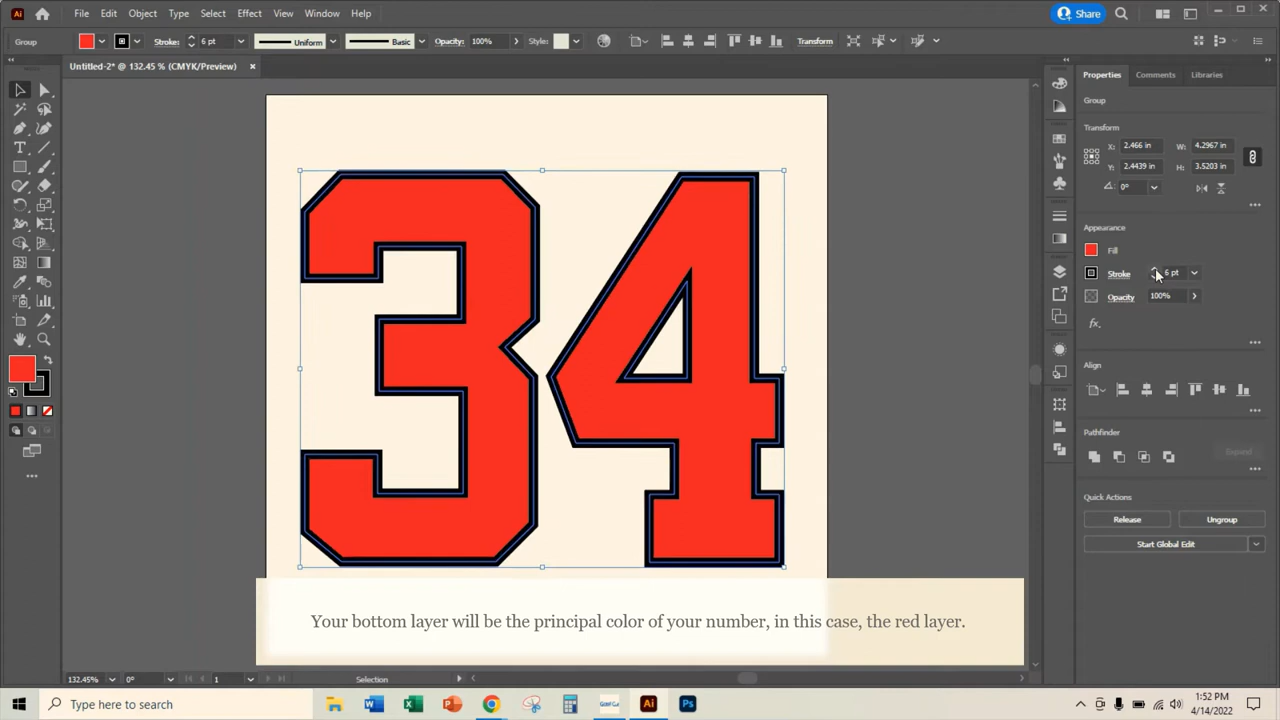 Ai File Edit Object Type Select Effect View Window Help Share
Group Stroke: 6 pt Uniform Basic Opacity: 100% Style: Transform
Untitled-2* @ 132.45 % (CMYK/Preview) ×
Properties Comments Libraries
Group
Transform
X: 2.466 in W: 4.2967 in
Y: 2.4439 in H: 3.5203 in
0°
Appearance
Fill
Stroke 6 pt
Opacity 100%
fx.
Align
Pathfinder
Expand
Quick Actions
Release Ungroup
Start Global Edit
34
Your bottom layer will be the principal color of your number, in this case, the red layer.
132.45% 0° 1 Selection
Type here to search
1:52 PM
4/14/2022